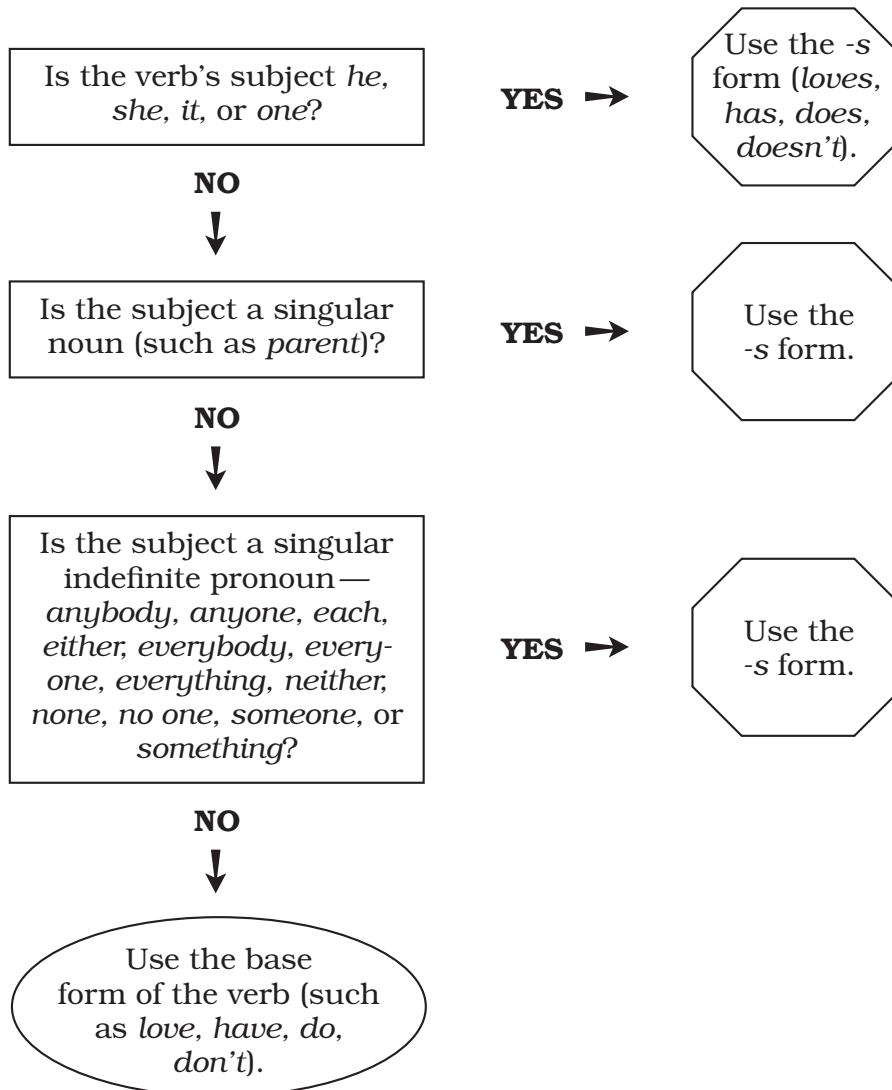 Is the verb's subject he,
she, it, or one?
YES
Use the -s
form (loves,
has, does,
doesn't).
NO
Is the subject a singular
noun (such as parent)?
YES
Use the
-s form.
NO
Is the subject a singular
indefinite pronoun—
anybody, anyone, each,
either, everybody, every-
one, everything, neither,
none, no one, someone, or
something?
YES
Use the
-s form.
NO
Use the base
form of the verb (such
as love, have, do,
don't).